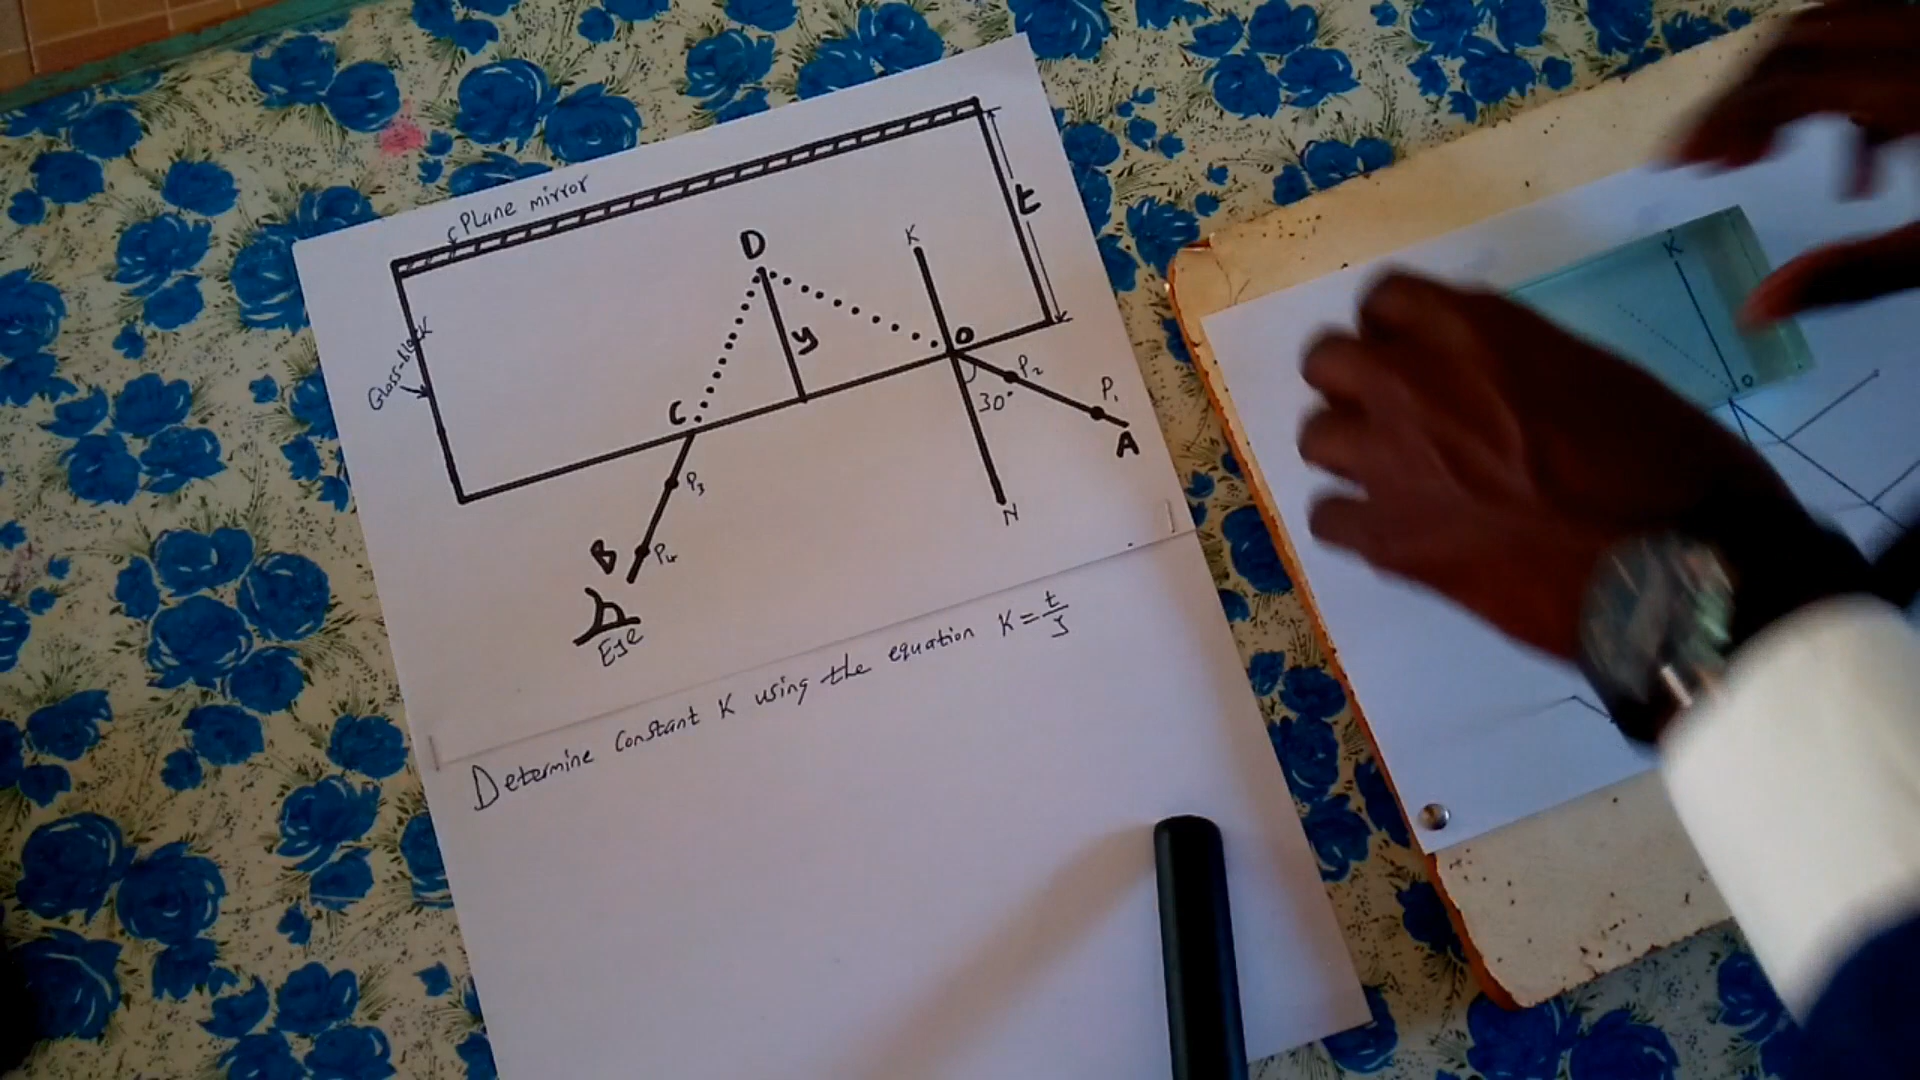 Plane mirror
D
K
t
Glass-block
y
O
C
P2
30°
P1
A
P3
N
B
P4
Eye
Determine Constant K using the equation K = t/y
K
O